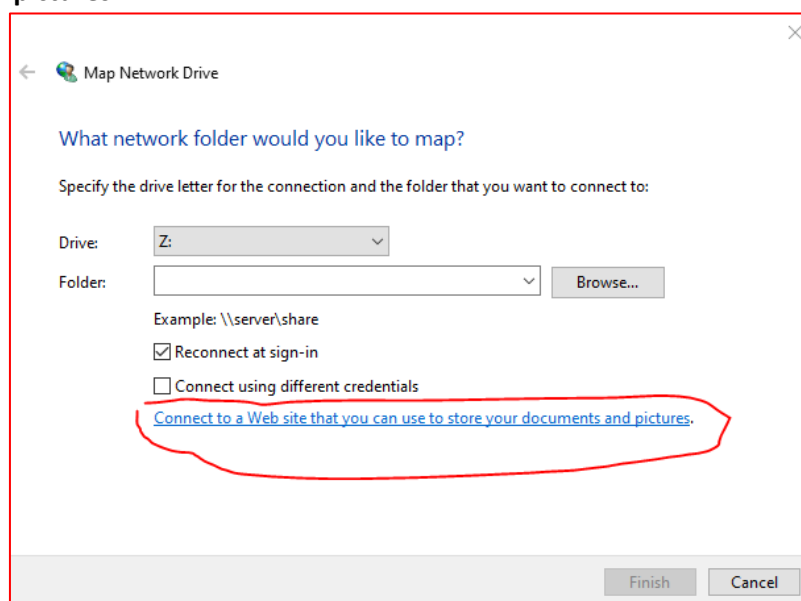 Map Network Drive
What network folder would you like to map?
Specify the drive letter for the connection and the folder that you want to connect to:
Drive: Z:
Folder: Browse...
Example: \\server\share
Reconnect at sign-in
Connect using different credentials
Connect to a Web site that you can use to store your documents and pictures.
Finish Cancel